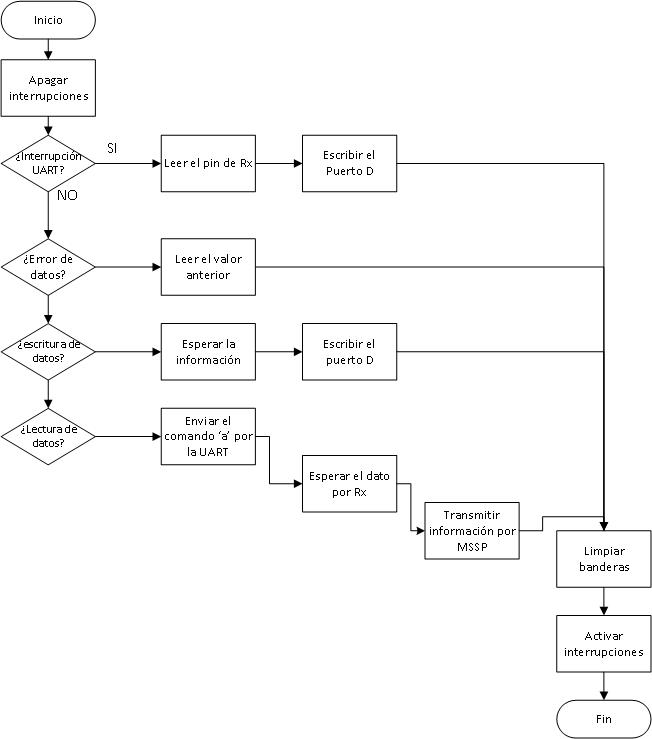 Inicio
Apagar
interrupciones
¿Interrupción
UART?
SI
Leer el pin de Rx
Escribir el
Puerto D
NO
¿Error de
datos?
Leer el valor
anterior
¿escritura de
datos?
Esperar la
información
Escribir el
puerto D
¿Lectura de
datos?
Enviar el
comando ‘a’ por
la UART
Esperar el dato
por Rx
Transmitir
información por
MSSP
Limpiar
banderas
Activar
interrupciones
Fin